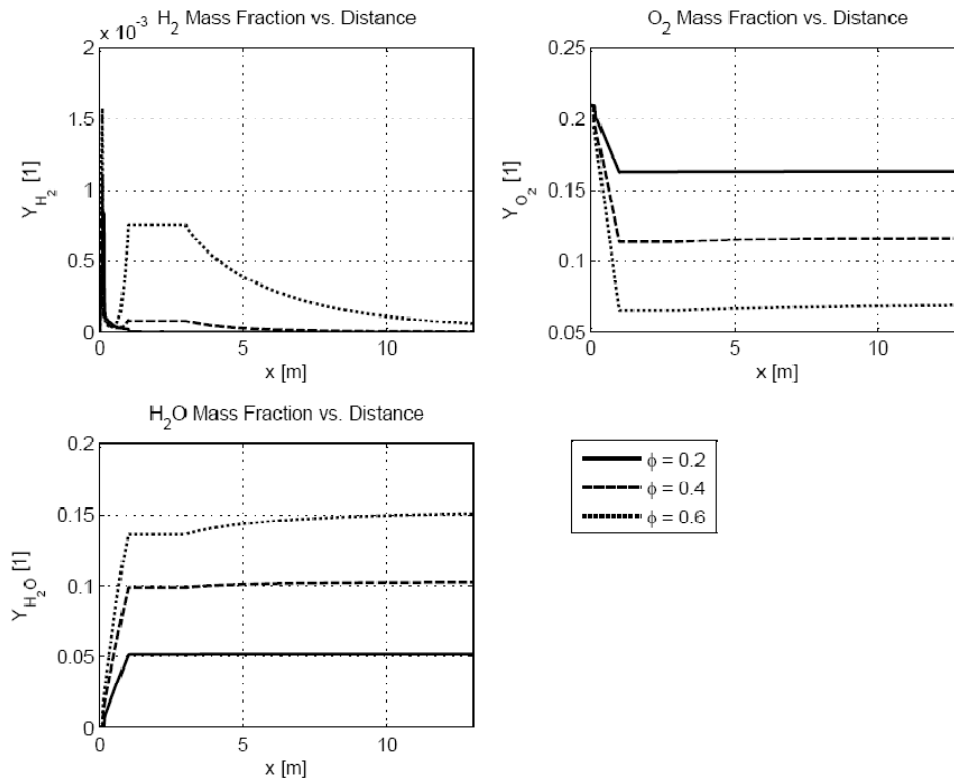 H₂ Mass Fraction vs. Distance
x 10⁻³
2
1.5
1
0.5
0
Y_H₂ [1]
0 5 10
x [m]
O₂ Mass Fraction vs. Distance
0.25
0.2
0.15
0.1
0.05
Y_O₂ [1]
0 5 10
x [m]
H₂O Mass Fraction vs. Distance
0.2
0.15
0.1
0.05
0
Y_H₂O [1]
0 5 10
x [m]
ϕ = 0.2
ϕ = 0.4
ϕ = 0.6